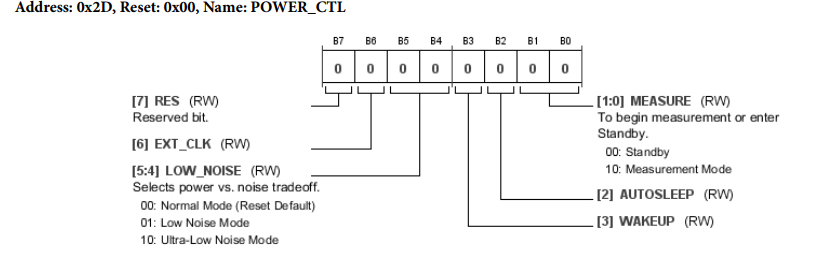 Address: 0x2D, Reset: 0x00, Name: POWER_CTL
B7 B6 B5 B4 B3 B2 B1 B0
0 0 0 0 0 0 0 0
[7] RES (RW)
Reserved bit.
[6] EXT_CLK (RW)
[5:4] LOW_NOISE (RW)
Selects power vs. noise tradeoff.
00: Normal Mode (Reset Default)
01: Low Noise Mode
10: Ultra-Low Noise Mode
[1:0] MEASURE (RW)
To begin measurement or enter
Standby.
00: Standby
10: Measurement Mode
[2] AUTOSLEEP (RW)
[3] WAKEUP (RW)